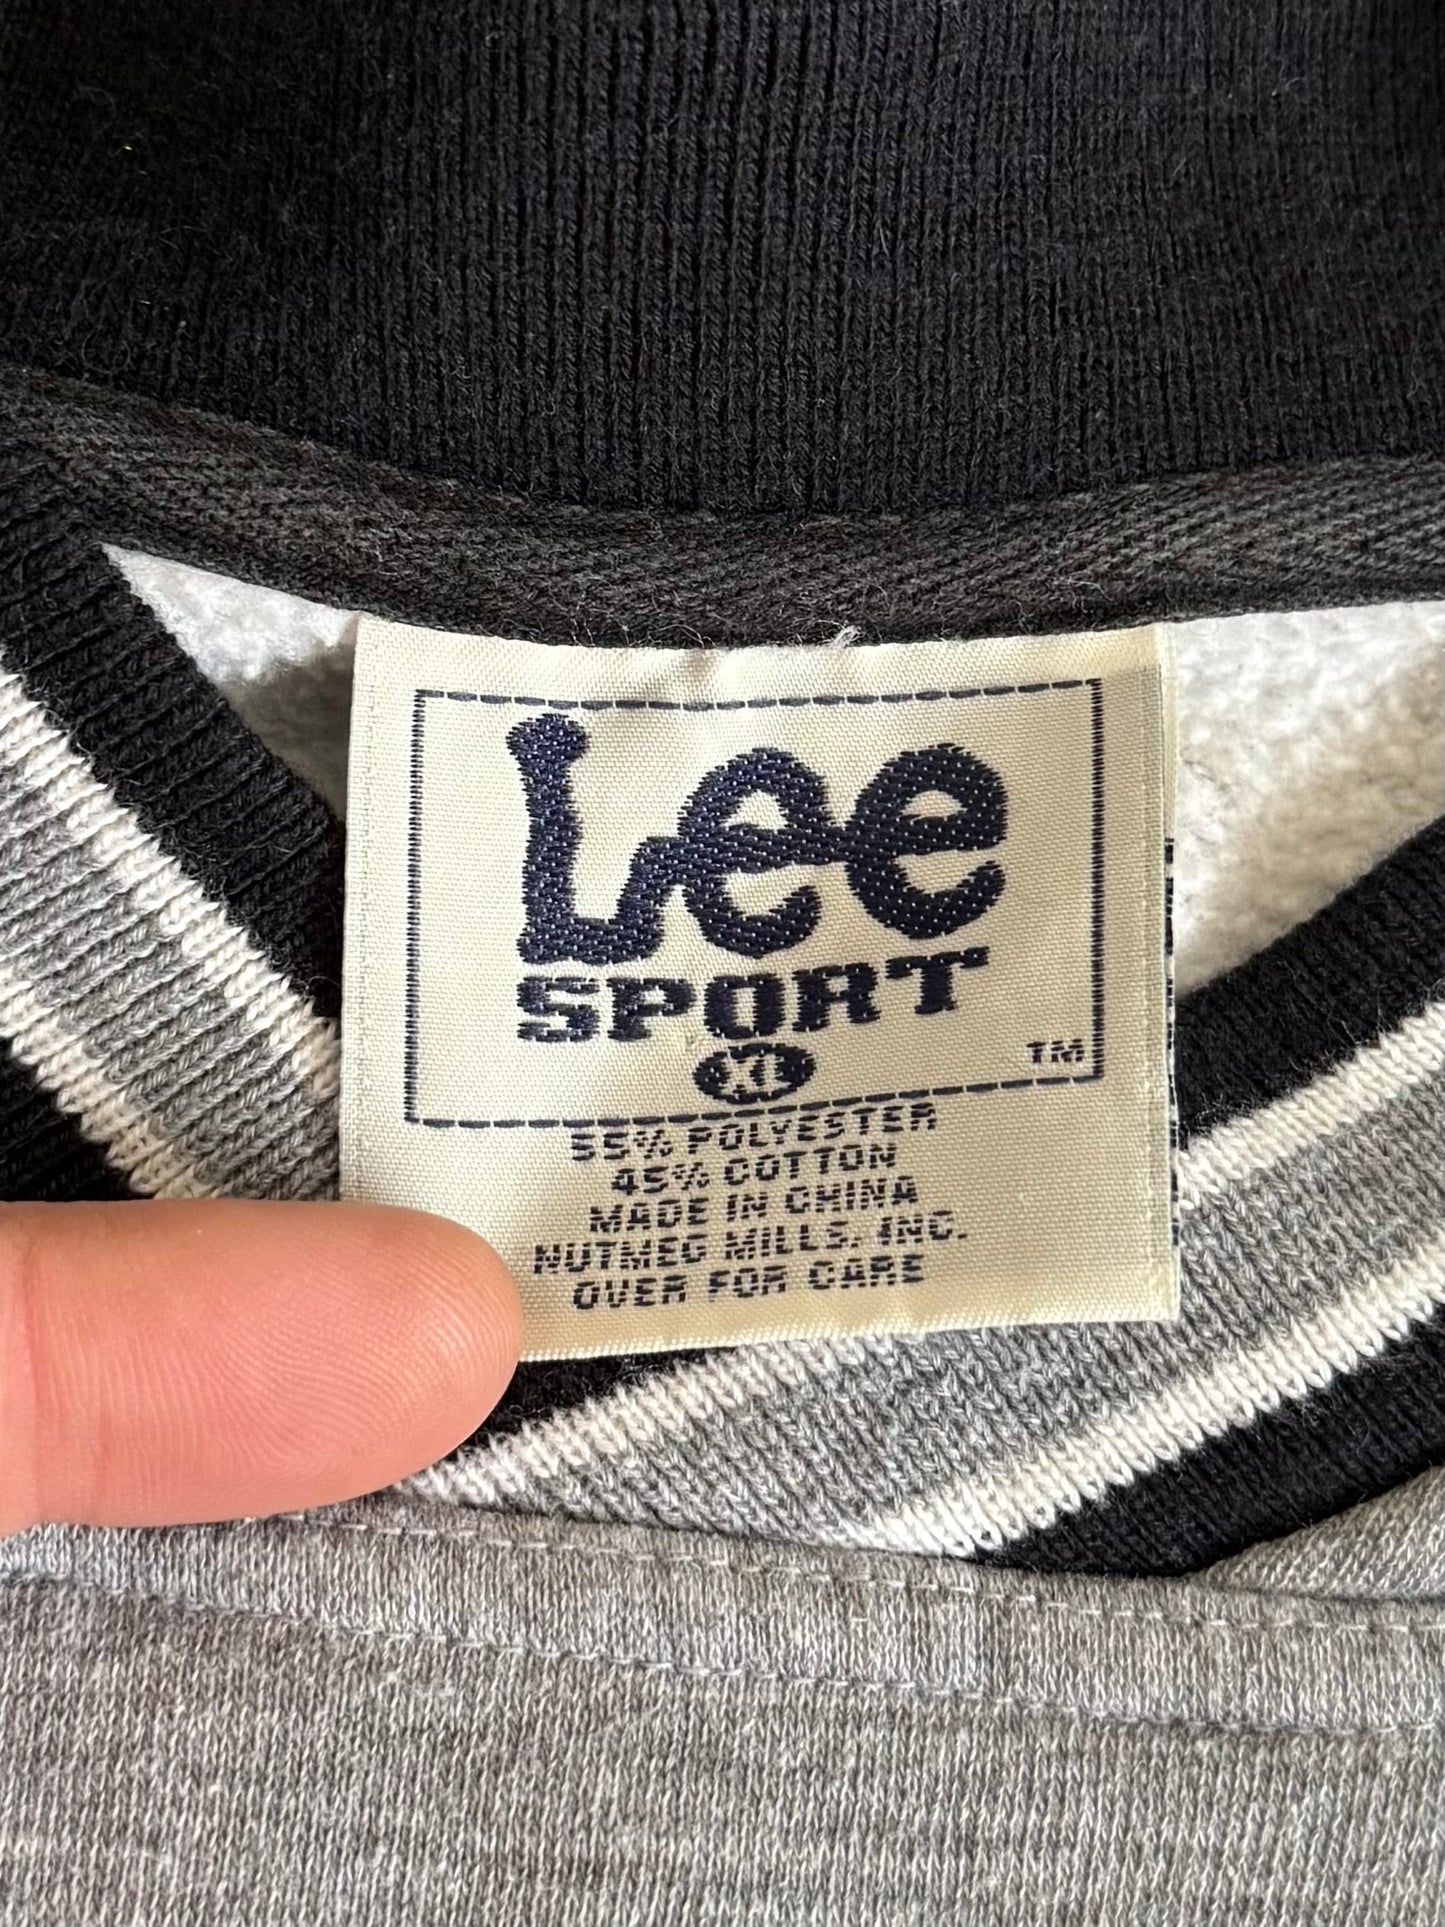 Lee
SPORT
XL
TM
55% POLYESTER
45% COTTON
MADE IN CHINA
NUTMEG MILLS, INC.
OVER FOR CARE